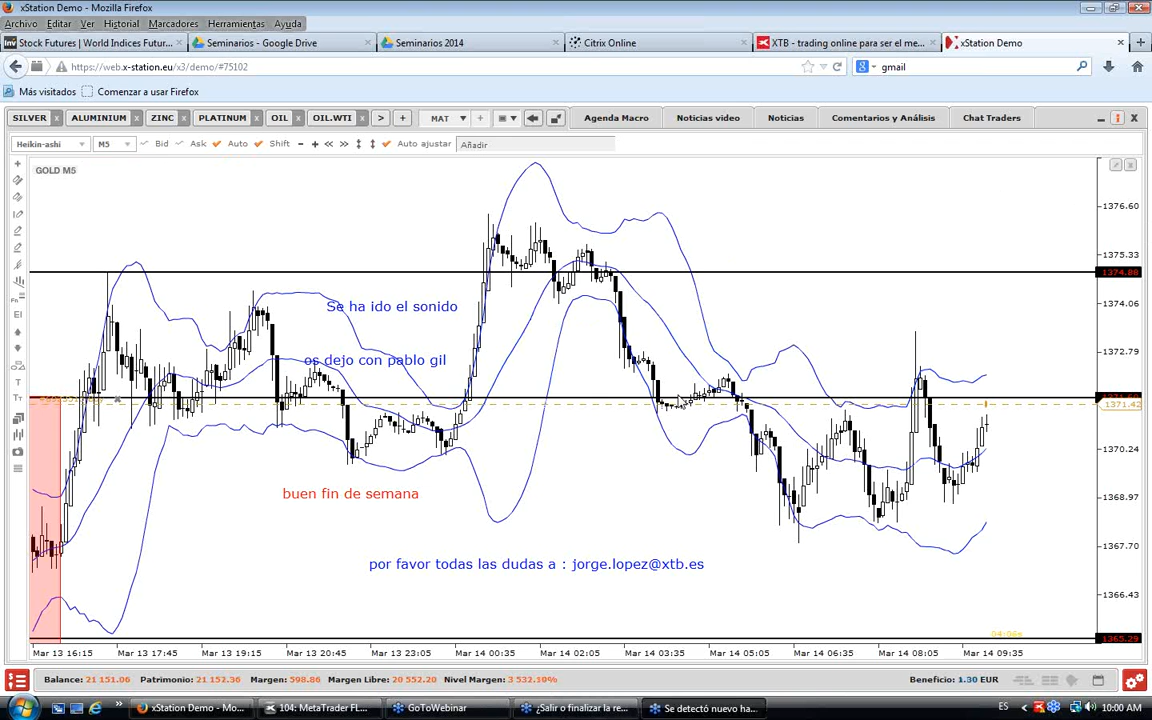 xStation Demo - Mozilla Firefox
Archivo Editar Ver Historial Marcadores Herramientas Ayuda
Stock Futures | World Indices Futur... Seminarios - Google Drive Seminarios 2014 Citrix Online XTB - trading online para ser el me... xStation Demo
https://web.x-station.eu/x3/demo/#75102 gmail
Más visitados Comenzar a usar Firefox
SILVER ALUMINIUM ZINC PLATINUM OIL OIL.WTI > + MAT Agenda Macro Noticias video Noticias Comentarios y Análisis Chat Traders
Heikin-ashi M5 Bid Ask Auto Shift Auto ajustar Añadir
GOLD M5
1376.60
1375.33
1374.88
1374.06
Se ha ido el sonido
1372.79
os dejo con pablo gil
1371.42
1370.24
buen fin de semana
1368.97
1367.70
por favor todas las dudas a : jorge.lopez@xtb.es
1366.43
04:06s
1365.29
Mar 13 16:15 Mar 13 17:45 Mar 13 19:15 Mar 13 20:45 Mar 13 23:05 Mar 14 00:35 Mar 14 02:05 Mar 14 03:35 Mar 14 05:05 Mar 14 06:35 Mar 14 08:05 Mar 14 09:35
Balance: 21 151.06 Patrimonio: 21 152.36 Margen: 598.86 Margen Libre: 20 552.20 Nivel Margen: 3 532.10% Beneficio: 1.30 EUR
xStation Demo - Mo... 104: MetaTrader FL... GoToWebinar ¿Salir o finalizar la re... Se detectó nuevo ha... ES 10:00 AM